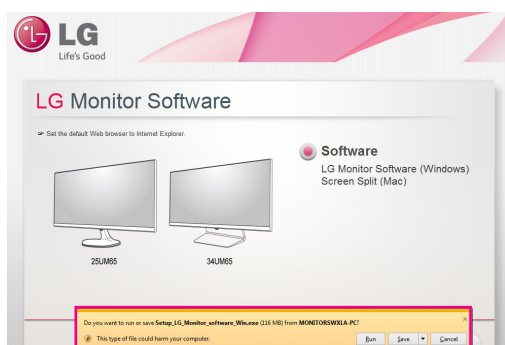 LG
Life's Good
LG Monitor Software
☞ Set the default Web browser to Internet Explorer.
Software
LG Monitor Software (Windows)
Screen Split (Mac)
25UM65
34UM65
Do you want to run or save Setup_LG_Monitor_software_Win.exe (116 MB) from MONITORSWXLA-PC?
×
This type of file could harm your computer.
Run
Save
Cancel